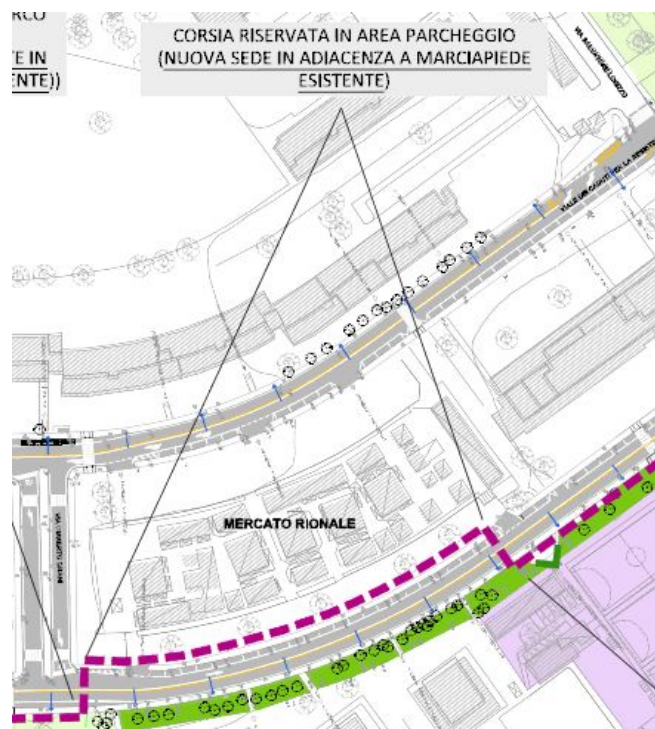 RCO
TE IN
ENTE))
CORSIA RISERVATA IN AREA PARCHEGGIO
(NUOVA SEDE IN ADIACENZA A MARCIAPIEDE
ESISTENTE)
MERCATO RIONALE